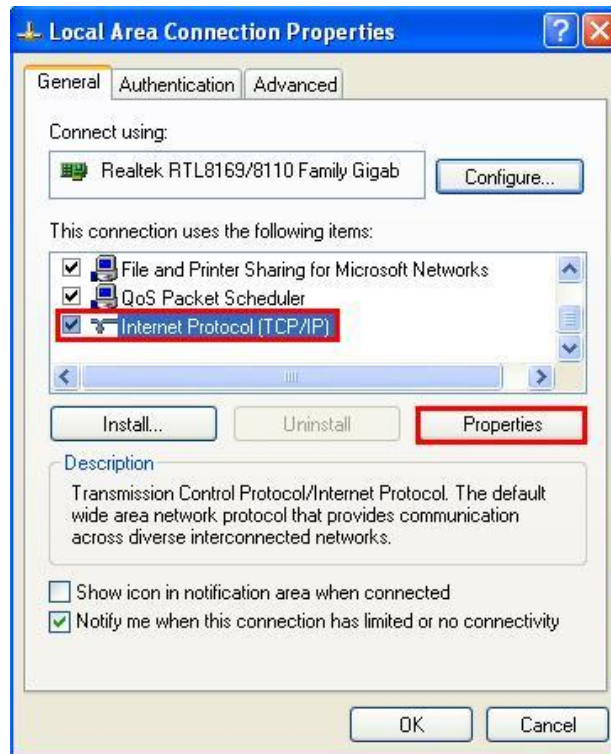 Local Area Connection Properties
General Authentication Advanced
Connect using:
Realtek RTL8169/8110 Family Gigab
Configure...
This connection uses the following items:
File and Printer Sharing for Microsoft Networks
QoS Packet Scheduler
Internet Protocol (TCP/IP)
Install... Uninstall Properties
Description
Transmission Control Protocol/Internet Protocol. The default
wide area network protocol that provides communication
across diverse interconnected networks.
Show icon in notification area when connected
Notify me when this connection has limited or no connectivity
OK Cancel